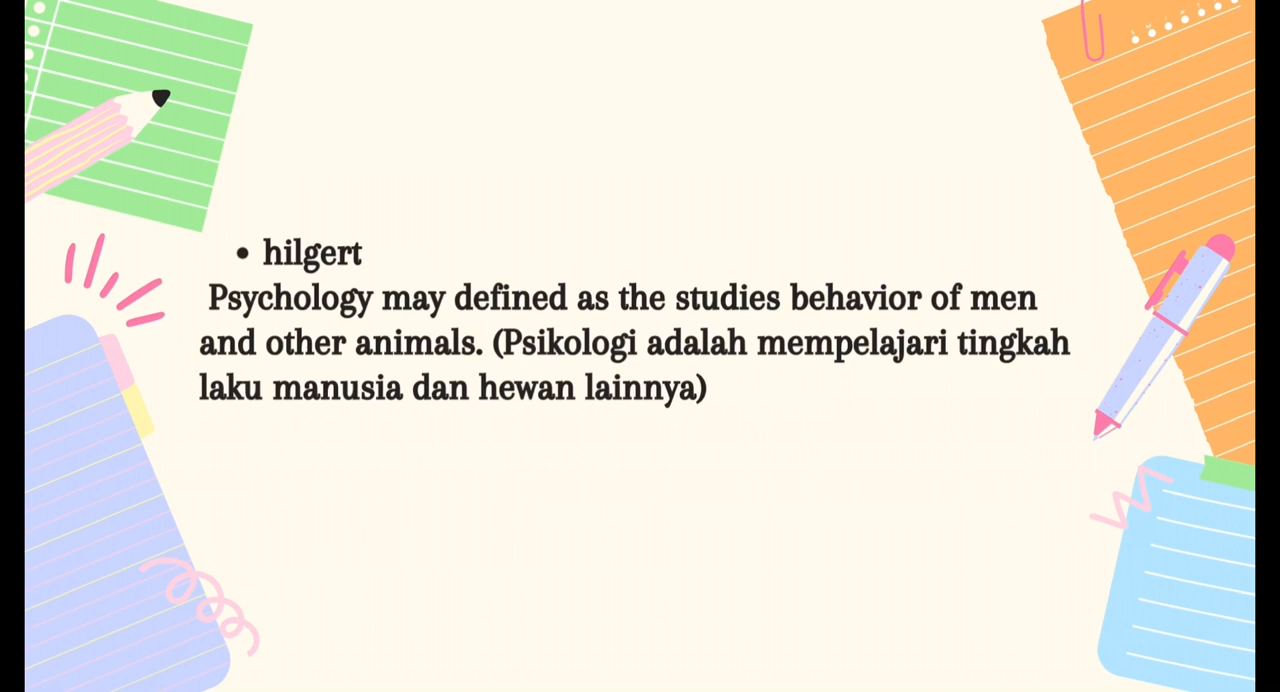 • hilgert
Psychology may defined as the studies behavior of men
and other animals. (Psikologi adalah mempelajari tingkah
laku manusia dan hewan lainnya)